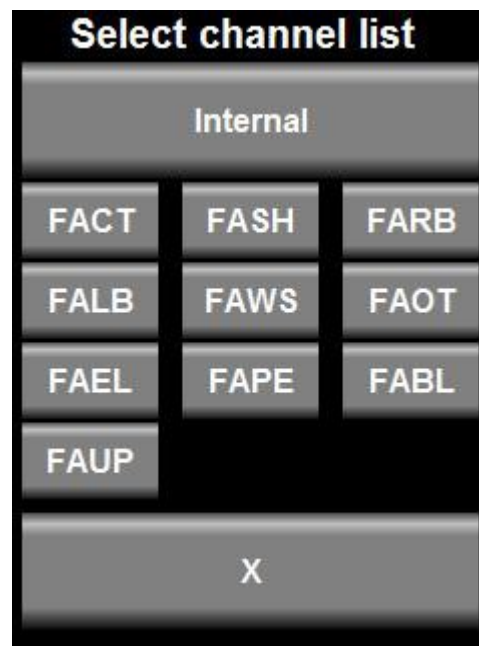 Select channel list
Internal
FACT FASH FARB
FALB FAWS FAOT
FAEL FAPE FABL
FAUP
X